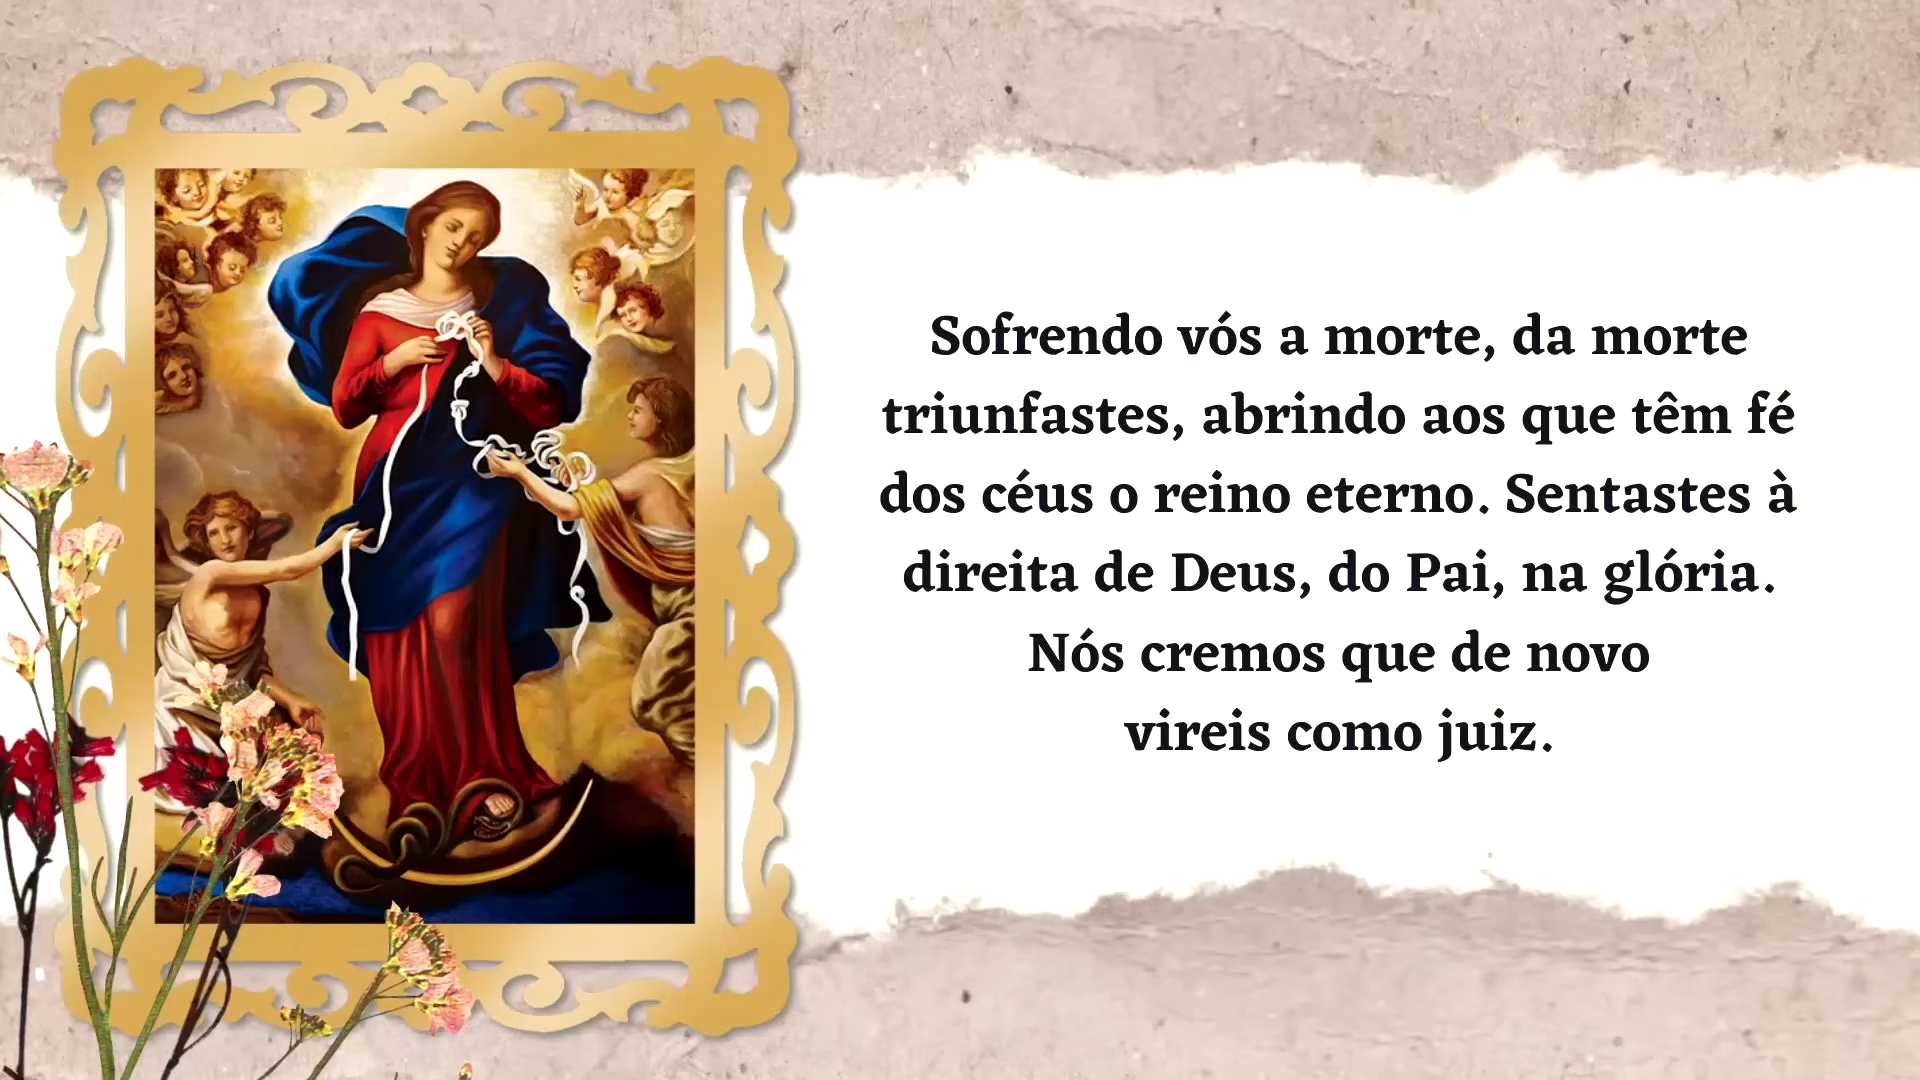 Sofrendo vós a morte, da morte
triunfastes, abrindo aos que têm fé
dos céus o reino eterno. Sentastes à
direita de Deus, do Pai, na glória.
Nós cremos que de novo
vireis como juiz.